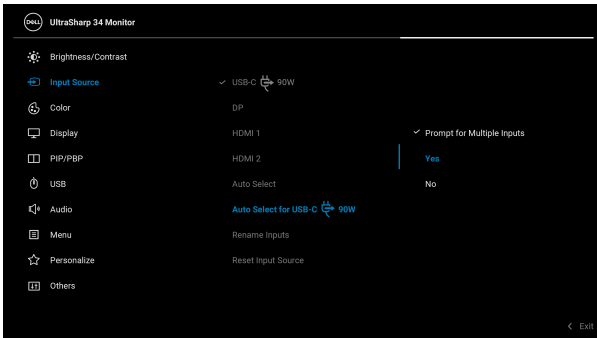 DELL UltraSharp 34 Monitor
Brightness/Contrast
Input Source
USB-C 90W
Color
DP
Display
HDMI 1
Prompt for Multiple Inputs
PIP/PBP
HDMI 2
Yes
USB
Auto Select
No
Audio
Auto Select for USB-C 90W
Menu
Rename Inputs
Personalize
Reset Input Source
Others
Exit